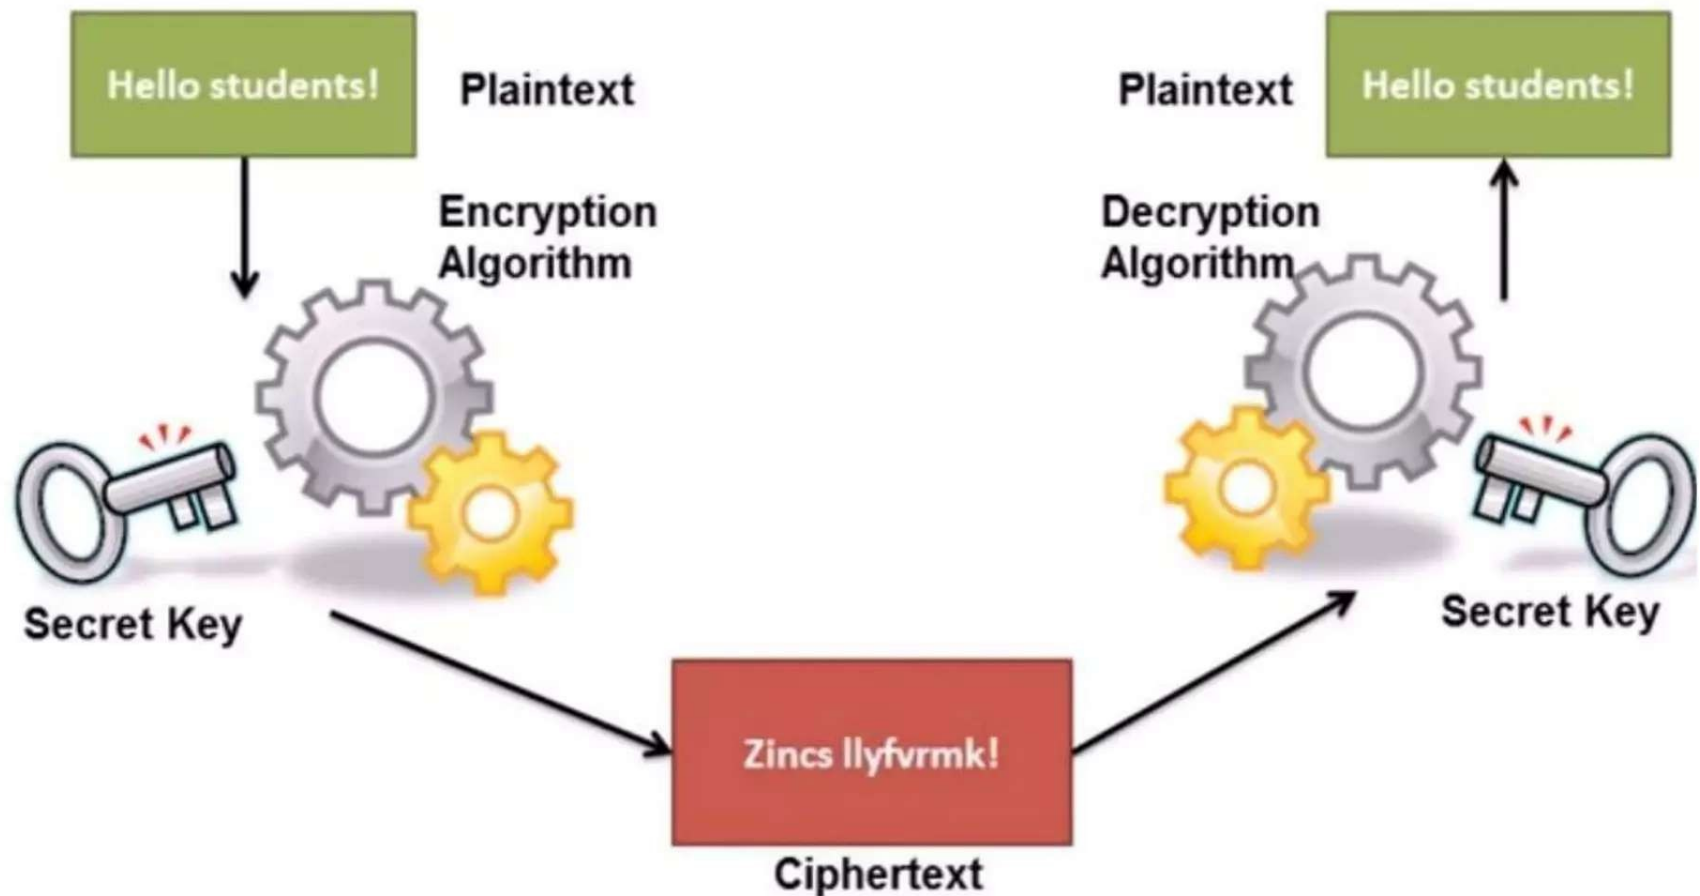 Hello students!
Plaintext
Encryption
Algorithm
Secret Key
Zincs llyfvrmk!
Ciphertext
Plaintext
Hello students!
Decryption
Algorithm
Secret Key